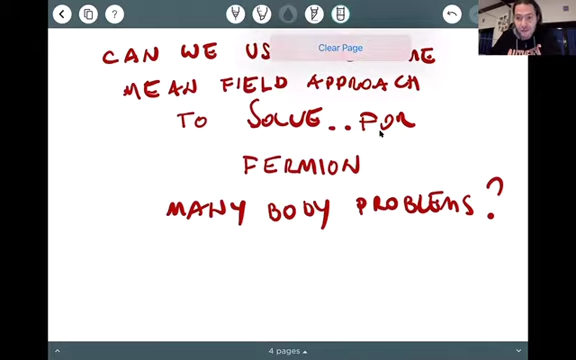 CAN WE US
Clear Page
MEAN FIELD APPROACH
TO SOLVE.. FOR
FERMION
MANY BODY PROBLEMS?
4 pages